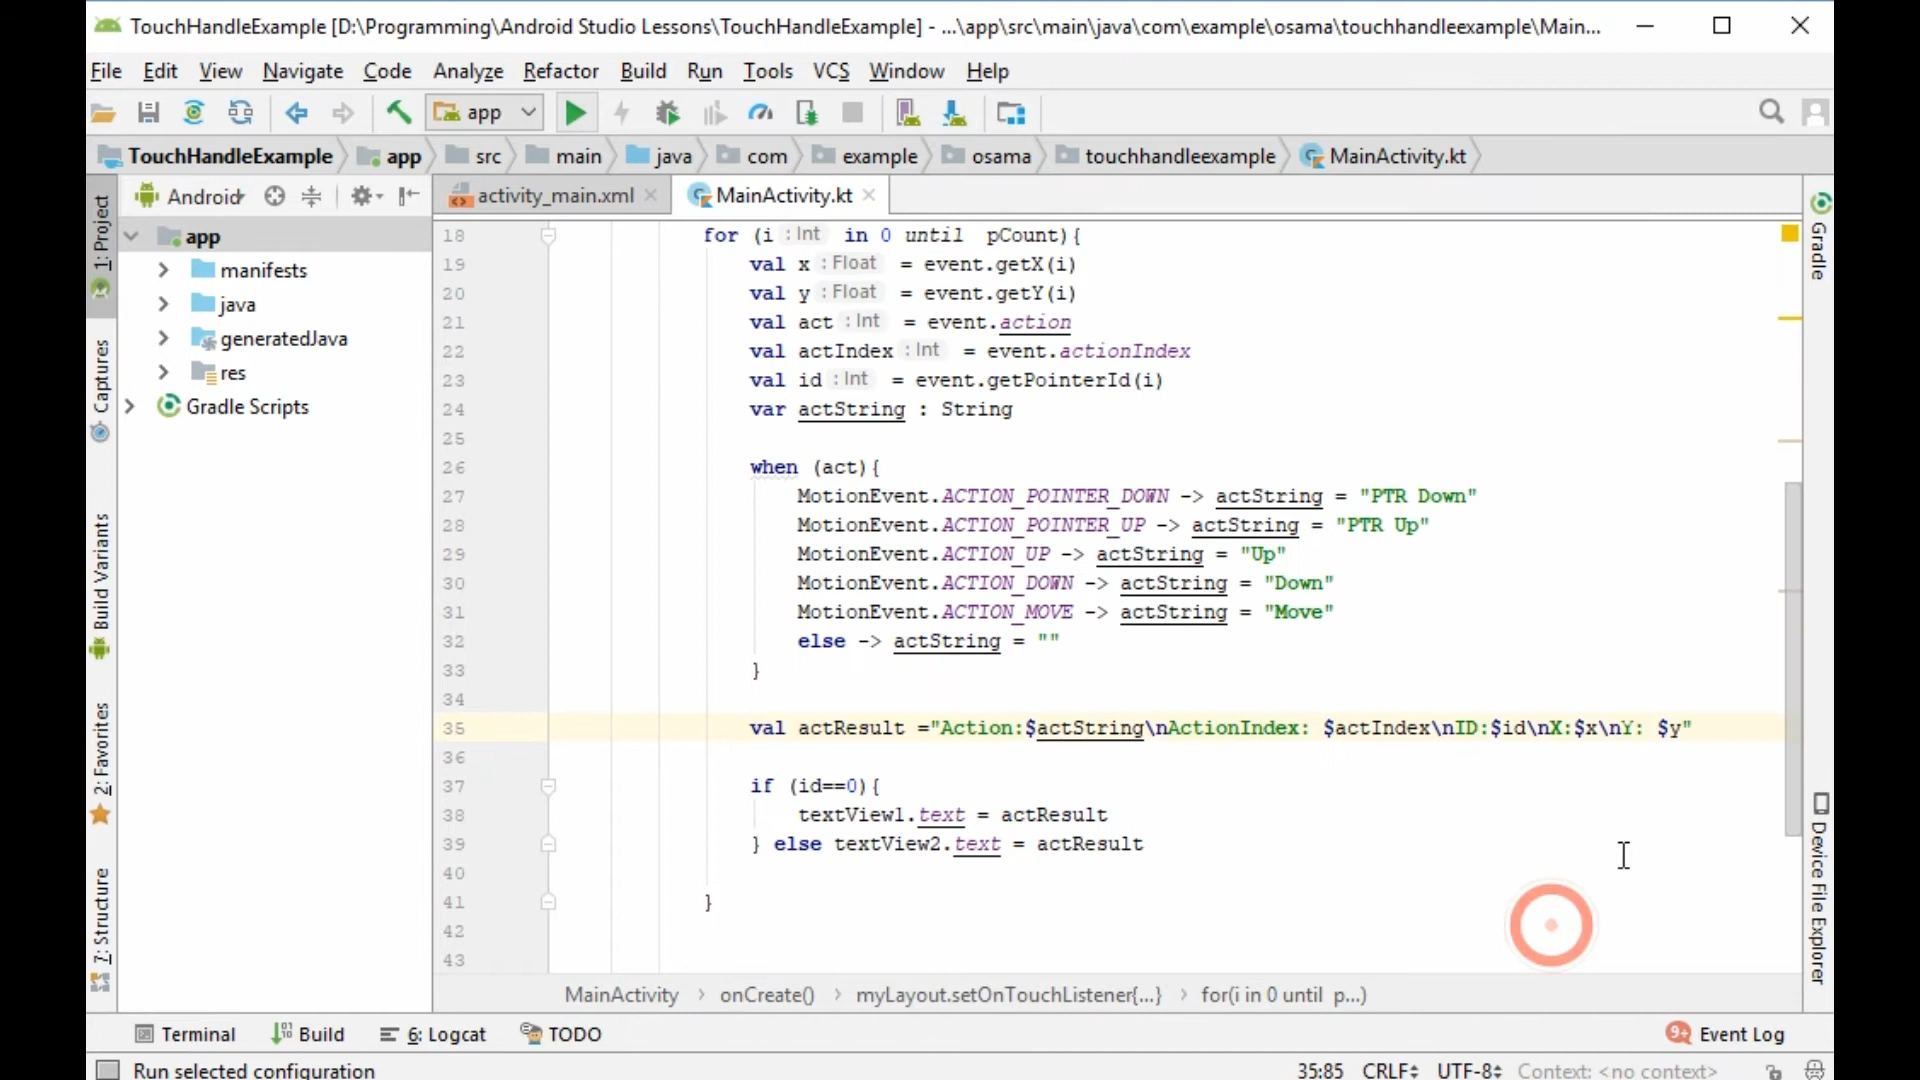 TouchHandleExample [D:\Programming\Android Studio Lessons\TouchHandleExample] - ...\app\src\main\java\com\example\osama\touchhandleexample\Main...
File Edit View Navigate Code Analyze Refactor Build Run Tools VCS Window Help
app
TouchHandleExample app src main java com example osama touchhandleexample MainActivity.kt
Android activity_main.xml MainActivity.kt
1: Project
Captures
Build Variants
2: Favorites
7: Structure
app
manifests
java
generatedJava
res
Gradle Scripts
18 for (i : Int in 0 until pCount){
19 val x : Float = event.getX(i)
20 val y : Float = event.getY(i)
21 val act : Int = event.action
22 val actIndex : Int = event.actionIndex
23 val id : Int = event.getPointerId(i)
24 var actString : String
25
26 when (act){
27 MotionEvent.ACTION_POINTER_DOWN -> actString = "PTR Down"
28 MotionEvent.ACTION_POINTER_UP -> actString = "PTR Up"
29 MotionEvent.ACTION_UP -> actString = "Up"
30 MotionEvent.ACTION_DOWN -> actString = "Down"
31 MotionEvent.ACTION_MOVE -> actString = "Move"
32 else -> actString = ""
33 }
34
35 val actResult ="Action:$actString\nActionIndex: $actIndex\nID:$id\nX:$x\nY: $y"
36
37 if (id==0){
38 textView1.text = actResult
39 } else textView2.text = actResult
40
41 }
42
43
Gradle
Device File Explorer
MainActivity > onCreate() > myLayout.setOnTouchListener{...} > for(i in 0 until p...)
Terminal Build 6: Logcat TODO 9+ Event Log
Run selected configuration 35:85 CRLF UTF-8 Context: <no context>